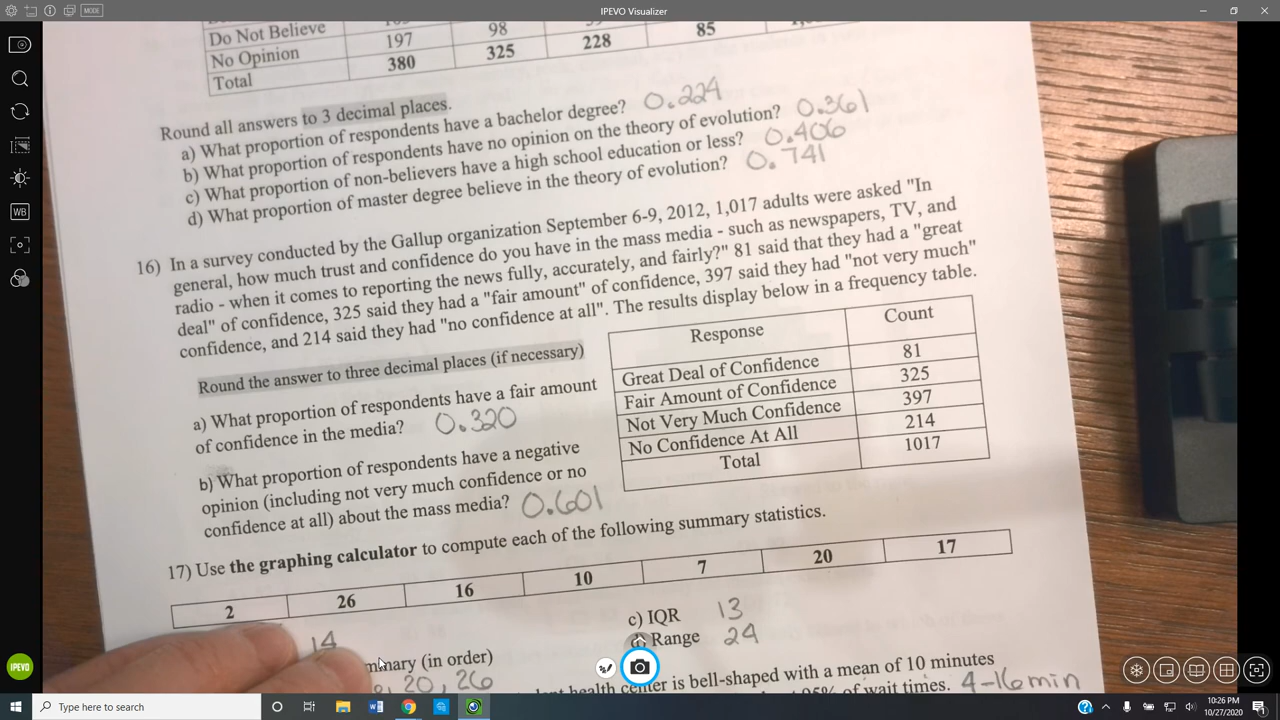 IPEVO Visualizer
MODE
WB
Do Not Believe
No Opinion 197 98 228 85
Total 380 325
Round all answers to 3 decimal places.
a) What proportion of respondents have a bachelor degree? 0.224
b) What proportion of respondents have no opinion on the theory of evolution? 0.361
c) What proportion of non-believers have a high school education or less? 0.406
d) What proportion of master degree believe in the theory of evolution? 0.741
16) In a survey conducted by the Gallup organization September 6-9, 2012, 1,017 adults were asked "In
general, how much trust and confidence do you have in the mass media - such as newspapers, TV, and
radio - when it comes to reporting the news fully, accurately, and fairly?" 81 said that they had a "great
deal" of confidence, 325 said they had a "fair amount" of confidence, 397 said they had "not very much"
confidence, and 214 said they had "no confidence at all". The results display below in a frequency table.
Round the answer to three decimal places (if necessary)
a) What proportion of respondents have a fair amount
of confidence in the media? 0.320
b) What proportion of respondents have a negative
opinion (including not very much confidence or no
confidence at all) about the mass media? 0.601
Response Count
Great Deal of Confidence 81
Fair Amount of Confidence 325
Not Very Much Confidence 397
No Confidence At All 214
Total 1017
17) Use the graphing calculator to compute each of the following summary statistics.
2 26 16 10 7 20 17
14
mmary (in order)
20, 26
c) IQR 13
d) Range 24
health center is bell-shaped with a mean of 10 minutes
of wait times. 4-16 min
IPEVO
Type here to search
10:26 PM
10/27/2020